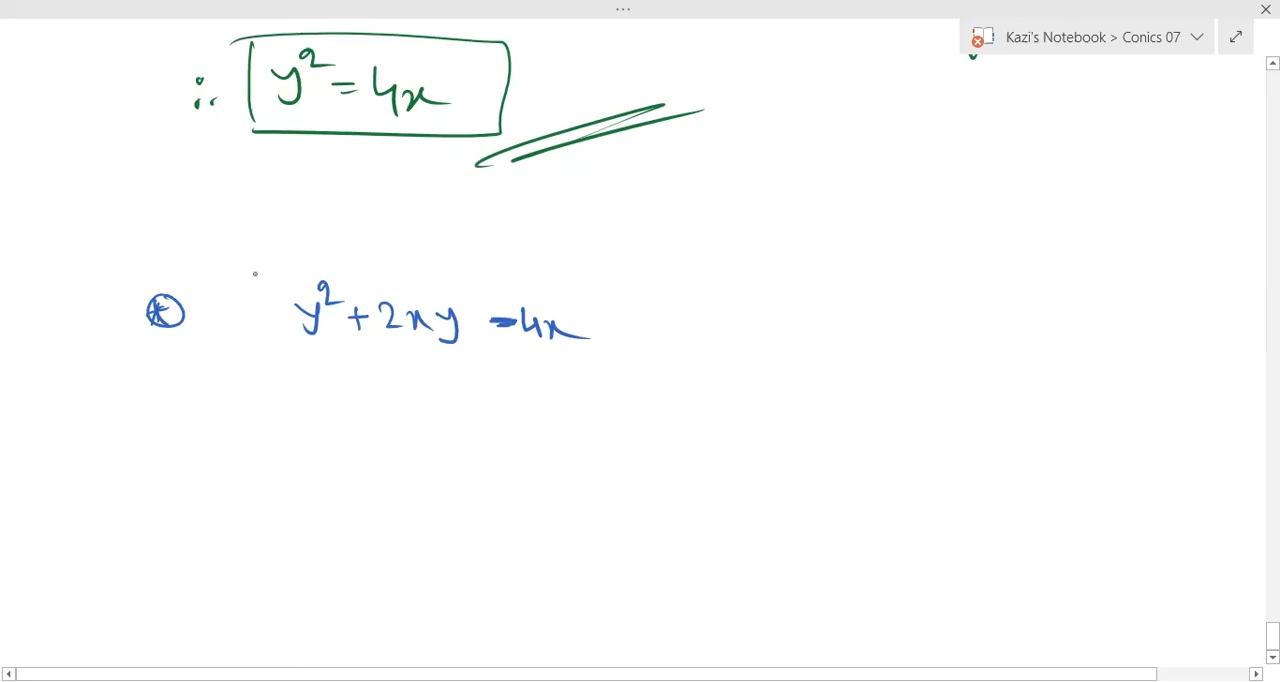 ...
Kazi's Notebook > Conics 07
∴ y² = 4x
* y² + 2xy - 4x